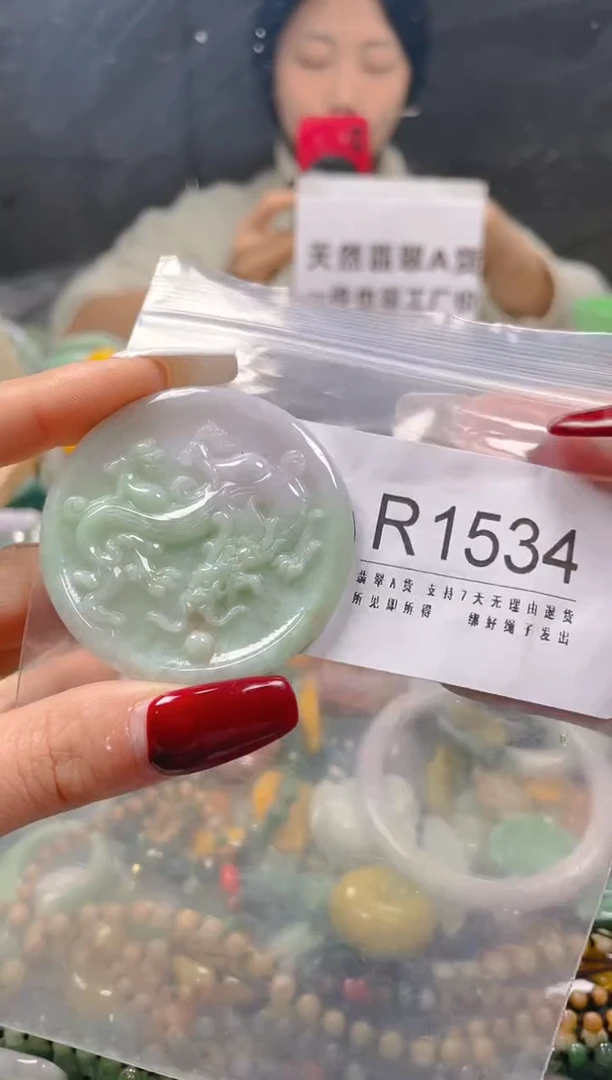 天然翡翠A货
R1534
翡翠A货 支持7天无理由退货
所见即所得 绑好绳子发出